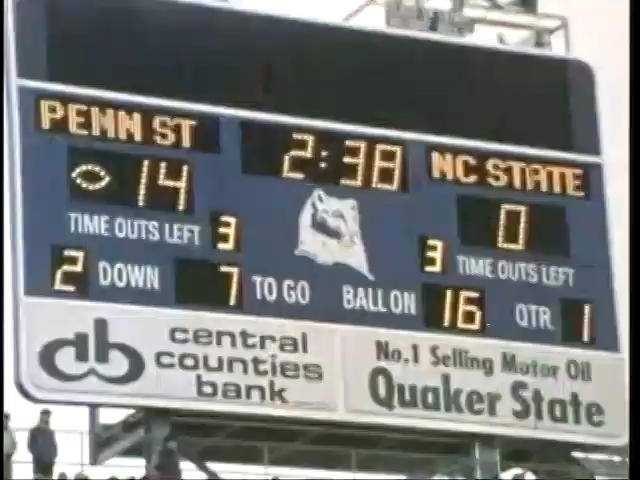 PENN ST 2:38 NC STATE
14 0
TIME OUTS LEFT 3 3 TIME OUTS LEFT
2 DOWN 7 TO GO BALL ON 16 QTR. 1
cb
central counties bank
No.1 Selling Motor Oil
Quaker State